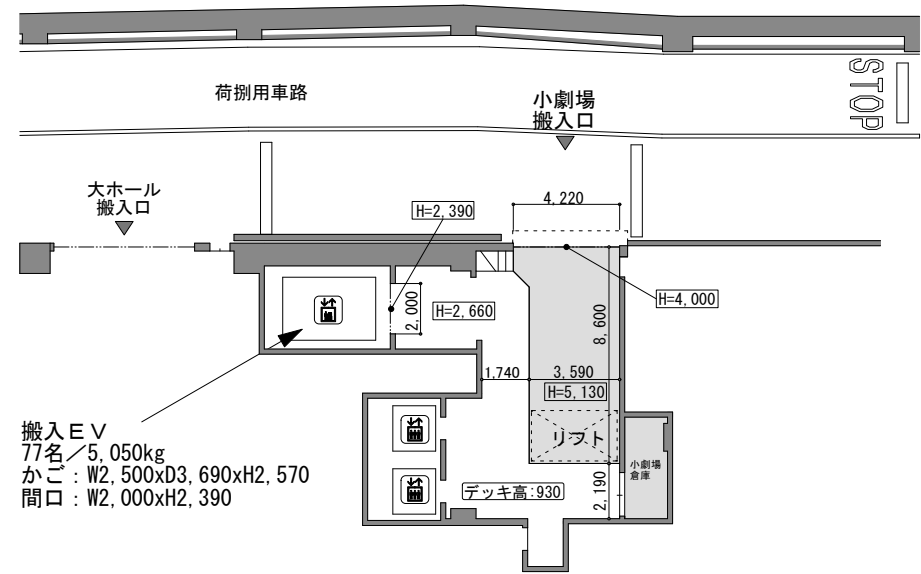 荷捌用車路
STOP
小劇場
搬入口
大ホール
搬入口
4,220
H=2,390
H=4,000
2,000
H=2,660
8,600
1,740
3,590
H=5,130
リフト
搬入EV
77名/5,050kg
かご:W2,500xD3,690xH2,570
間口:W2,000xH2,390
小劇場
倉庫
デッキ高:930
2,190